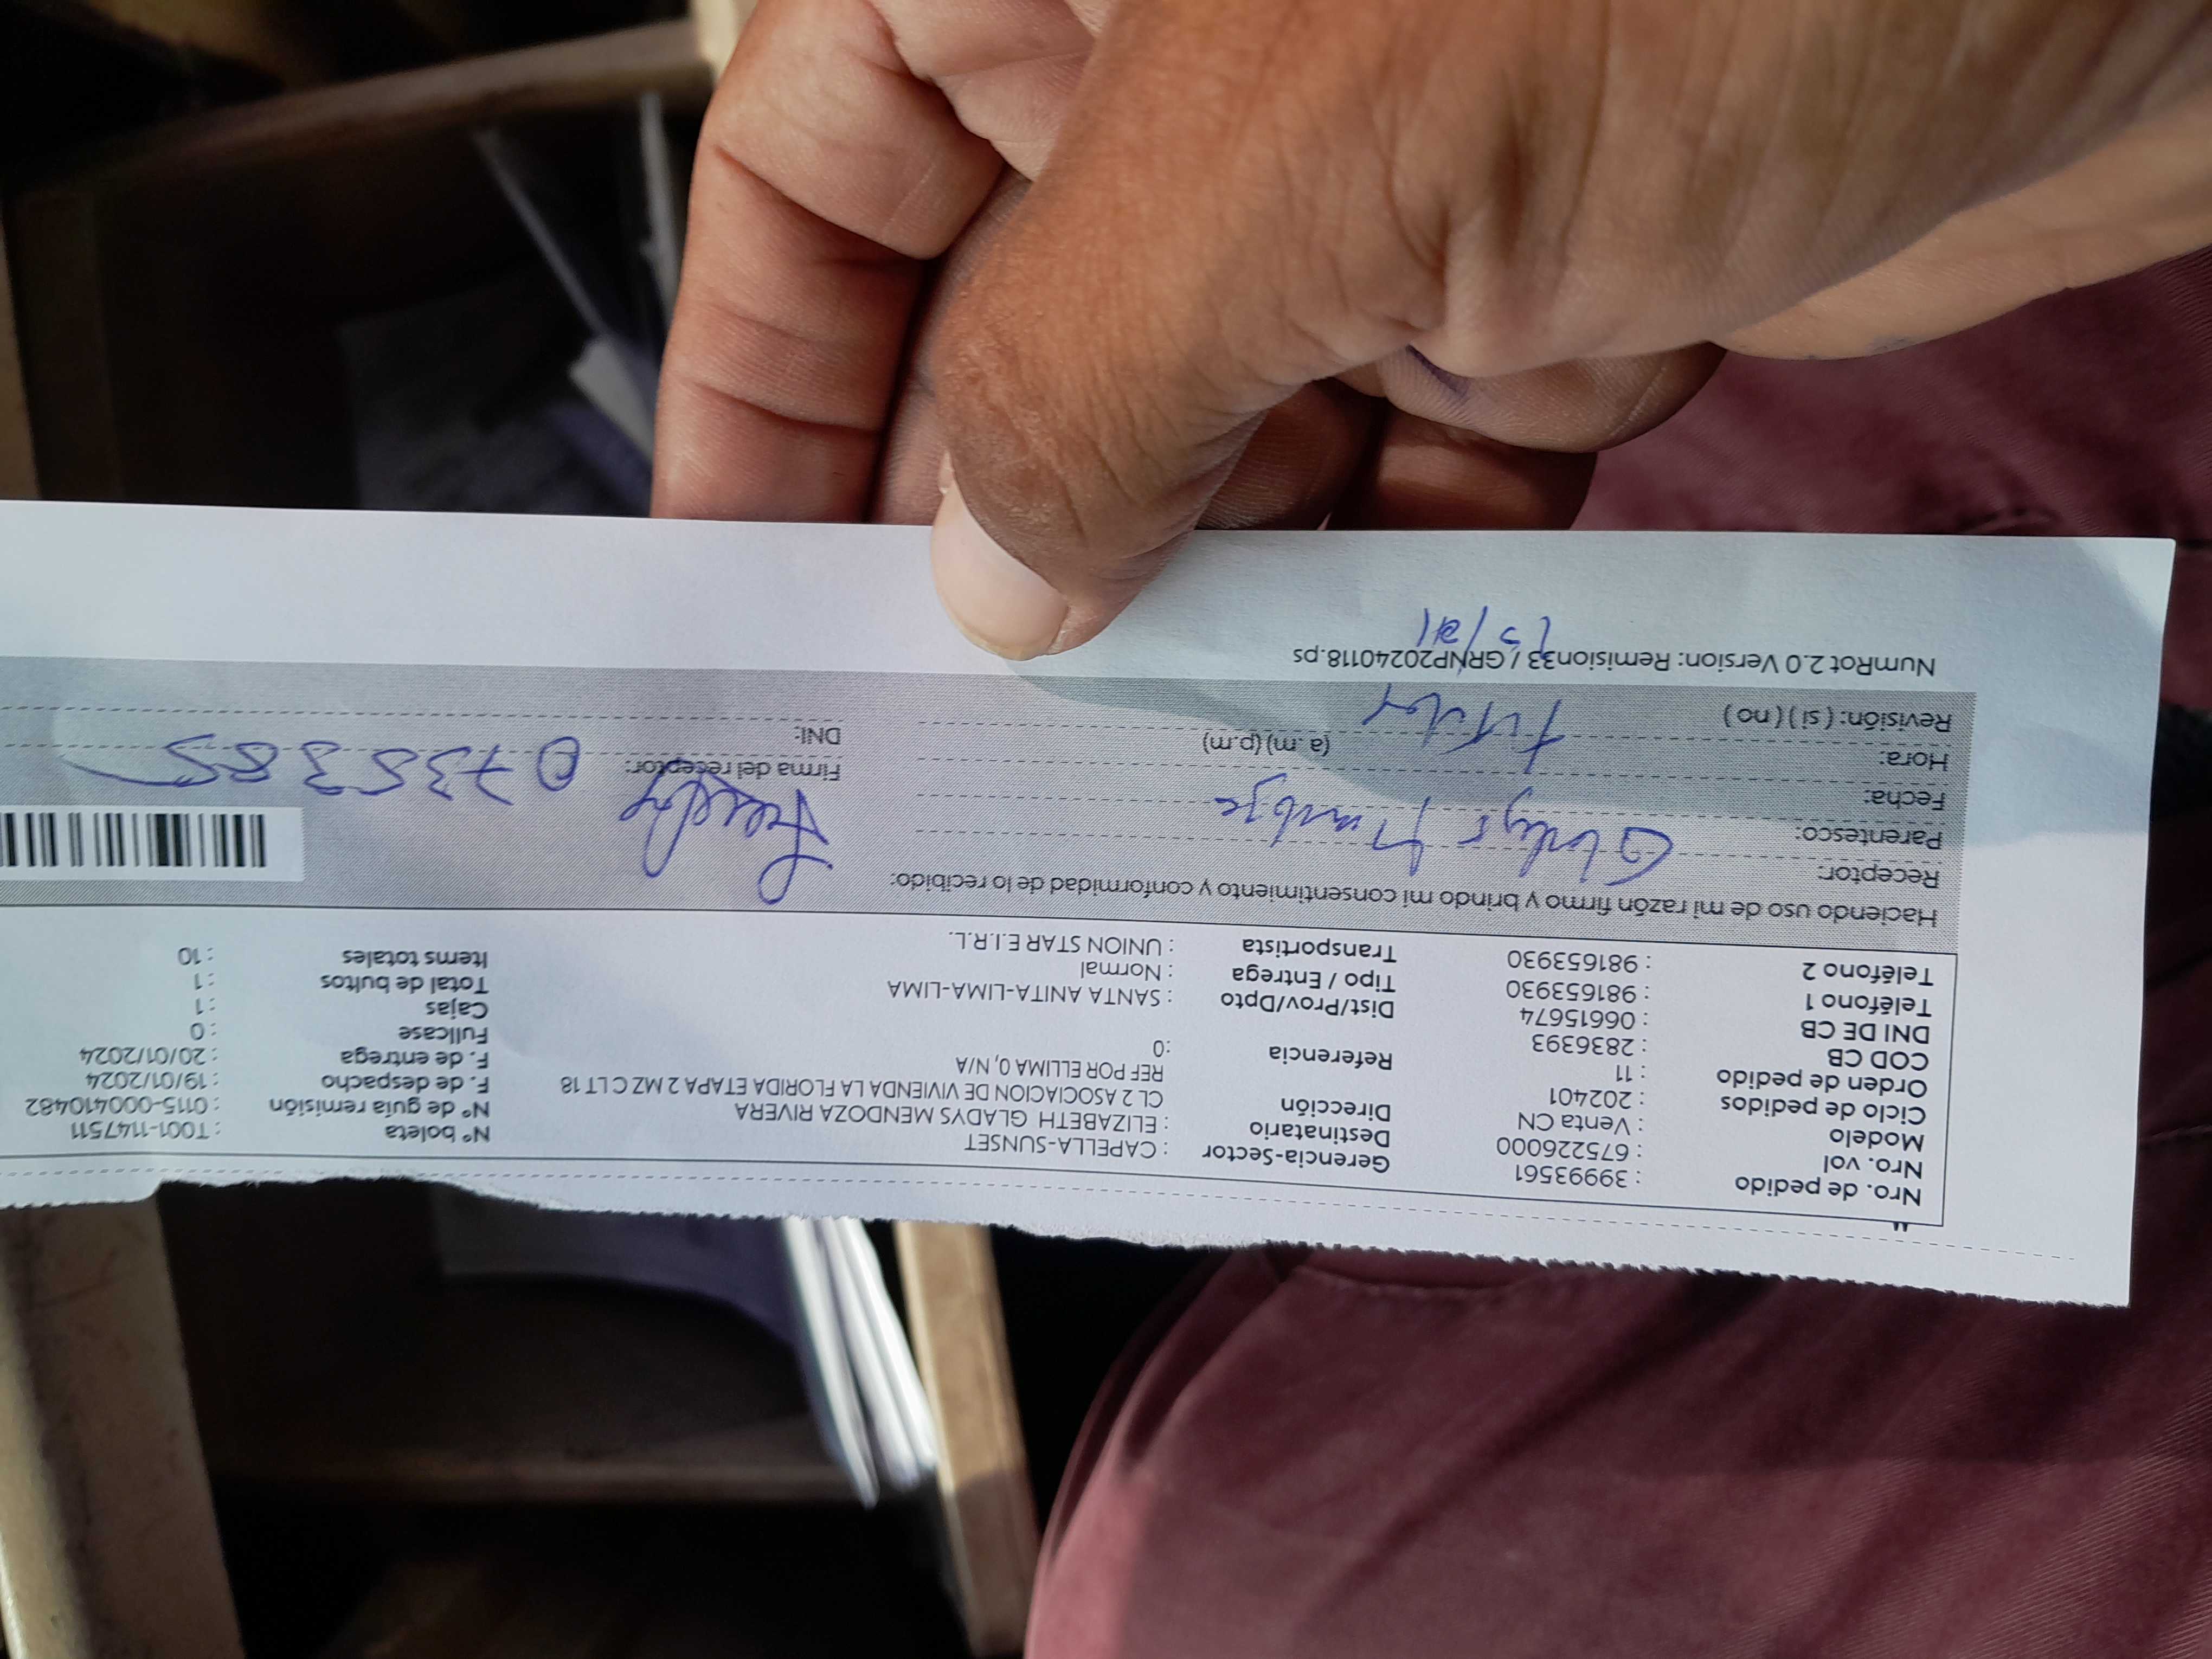 Nro. de pedido : 39993561 Gerencia-Sector : CAPELLA-SUNSET Nº boleta : T001-1147511
Nro. vol : 675226000 Destinatario : ELIZABETH GLADYS MENDOZA RIVERA Nº de guia remisión : 0115-000410482
Modelo : Venta CN Dirección CL 2 ASOCIACION DE VIVIENDA LA FLORIDA ETAPA 2 MZ C LT 18 F. de despacho : 19/01/2024
Ciclo de pedidos : 202401 REF POR ELLIMA 0, N/A F. de entrega : 20/01/2024
Orden de pedido : 11 Referencia :0 Fullcase : 0
COD CB : 2836393 Cajas : 1
DNI DE CB : 06615674 Dist/Prov/Dpto : SANTA ANITA-LIMA-LIMA Total de bultos : 1
Teléfono 1 : 981653930 Tipo / Entrega : Normal Items totales : 10
Teléfono 2 : 981653930 Transportista : UNION STAR E.I.R.L.
Haciendo uso de mi razón firmo y brindo mi consentimiento y conformidad de lo recibido:
Receptor:
Parentesco:
Fecha: Firma del receptor:
Hora: (a.m) (p.m) DNI: 07353855
Revisión: ( si ) ( no )
NumRot 2.0 Version: Remision33 / GRNP20240118.ps